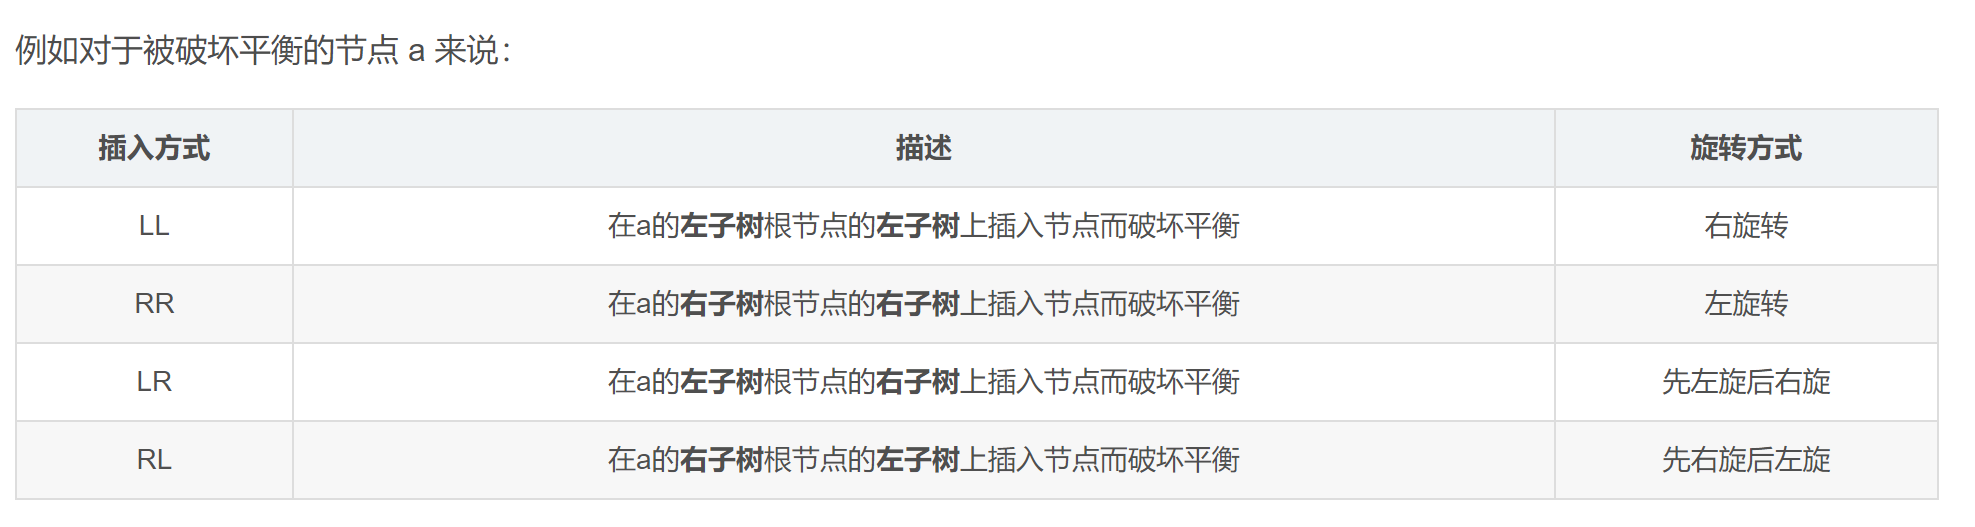 例如对于被破坏平衡的节点 a 来说：
插入方式 描述 旋转方式
LL 在a的左子树根节点的左子树上插入节点而破坏平衡 右旋转
RR 在a的右子树根节点的右子树上插入节点而破坏平衡 左旋转
LR 在a的左子树根节点的右子树上插入节点而破坏平衡 先左旋后右旋
RL 在a的右子树根节点的左子树上插入节点而破坏平衡 先右旋后左旋